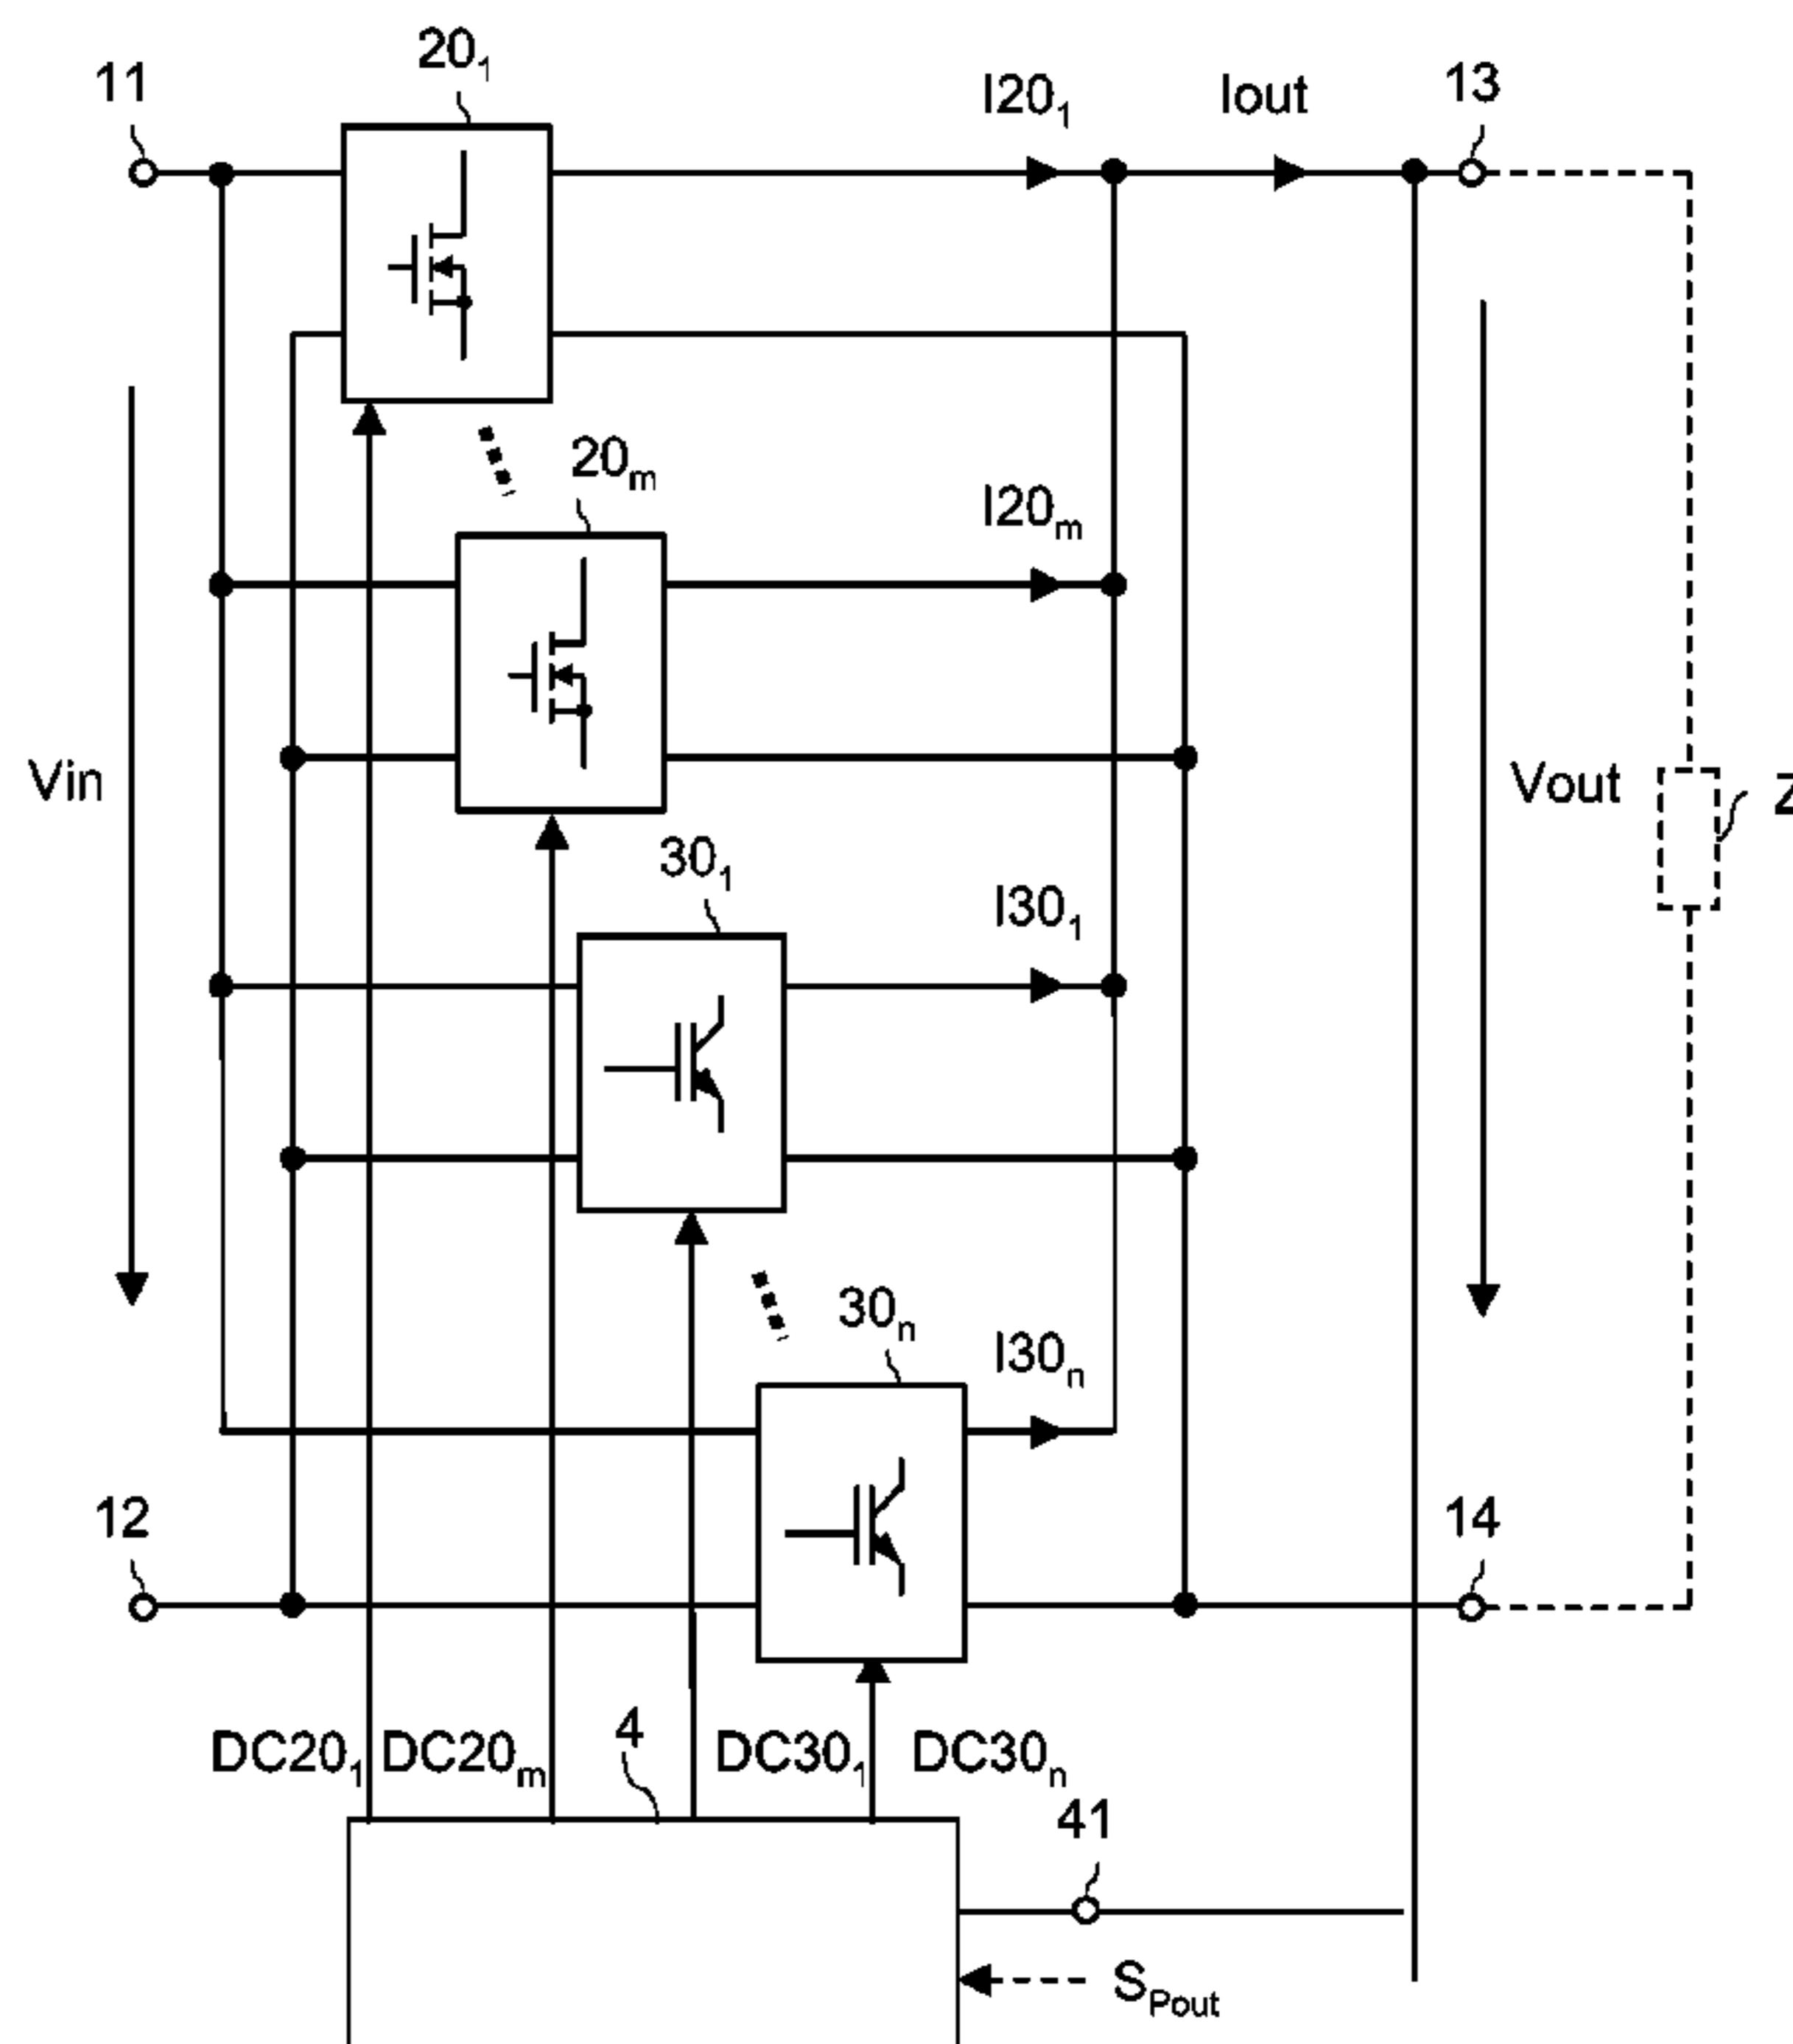 11
20₁
I20₁
Iout
13
20ₘ
I20ₘ
Vin
Vout
Z
30₁
I30₁
30ₙ
I30ₙ
12
14
DC20₁
DC20ₘ
4
DC30₁
DC30ₙ
41
S_Pout